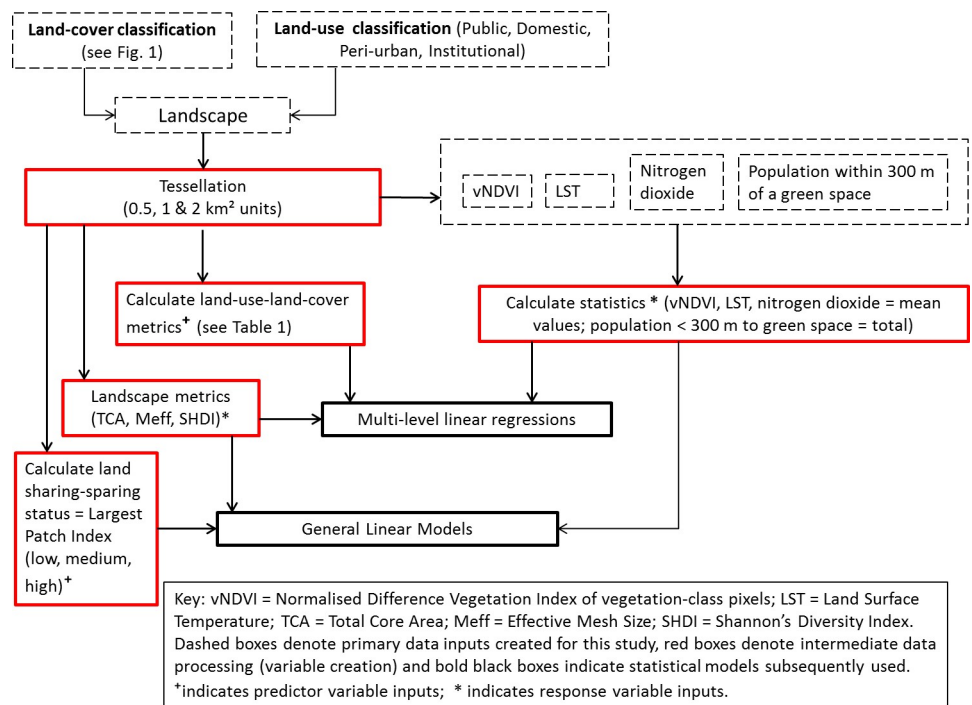 Land-cover classification
(see Fig. 1)
Land-use classification (Public, Domestic,
Peri-urban, Institutional)
Landscape
Tessellation
(0.5, 1 & 2 km² units)
vNDVI
LST
Nitrogen
dioxide
Population within 300 m
of a green space
Calculate land-use-land-cover
metrics⁺ (see Table 1)
Calculate statistics * (vNDVI, LST, nitrogen dioxide = mean
values; population < 300 m to green space = total)
Landscape metrics
(TCA, Meff, SHDI)*
Multi-level linear regressions
Calculate land
sharing-sparing
status = Largest
Patch Index
(low, medium,
high)⁺
General Linear Models
Key: vNDVI = Normalised Difference Vegetation Index of vegetation-class pixels; LST = Land Surface
Temperature; TCA = Total Core Area; Meff = Effective Mesh Size; SHDI = Shannon’s Diversity Index.
Dashed boxes denote primary data inputs created for this study, red boxes denote intermediate data
processing (variable creation) and bold black boxes indicate statistical models subsequently used.
⁺indicates predictor variable inputs; * indicates response variable inputs.